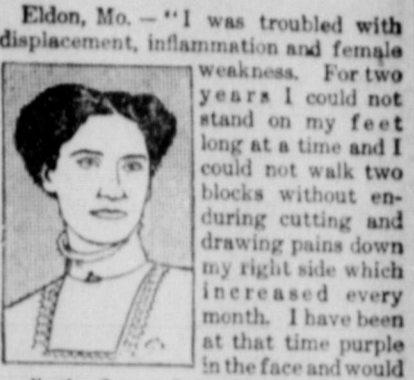 Eldon, Mo. — "I was troubled with
displacement, inflammation and female
weakness. For two
years I could not
stand on my feet
long at a time and I
could not walk two
blocks without en-
during cutting and
drawing pains down
my right side which
increased every
month. I have been
at that time purple
in the face and would